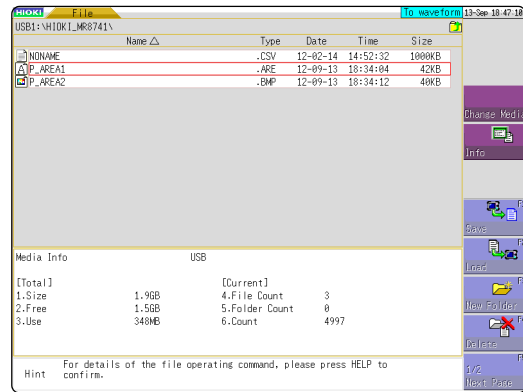 HIOKI File To waveform 13-Sep 18:47:10
USB1:\HIOKI_MR8741\
Name Type Date Time Size
NONAME .CSV 12-02-14 14:52:32 1000KB
P_AREA1 .ARE 12-09-13 18:34:04 42KB
P_AREA2 .BMP 12-09-13 18:34:12 40KB
Change Media
Info
Save
Load
New Folder
Delete
1/2
Next Page
Media Info USB
[Total] [Current]
1.Size 1.9GB 4.File Count 3
2.Free 1.5GB 5.Folder Count 0
3.Use 348MB 6.Count 4997
Hint For details of the file operating command, please press HELP to
confirm.